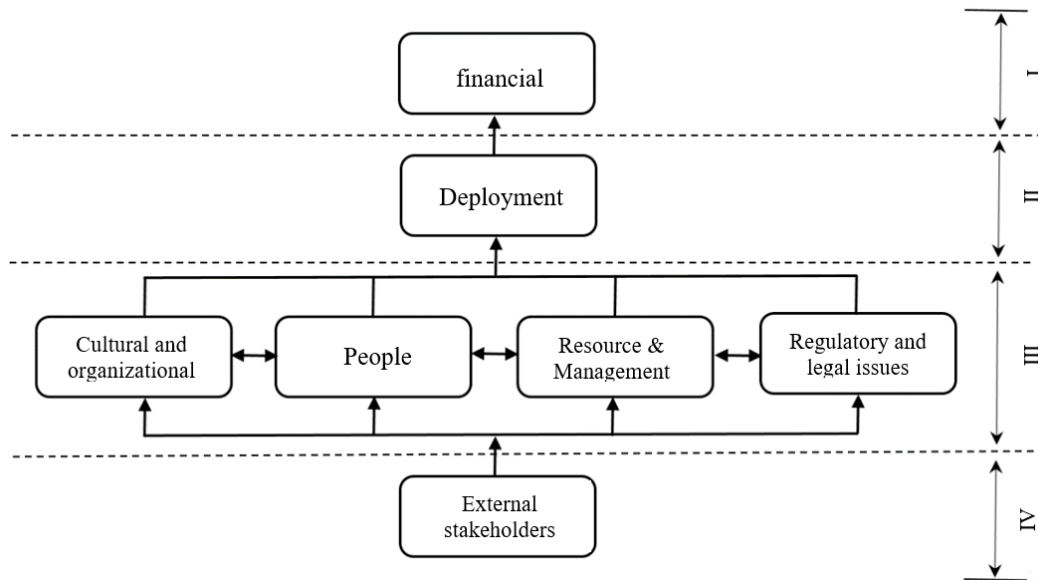 financial
I
Deployment
II
Cultural and
organizational
People
Resource &
Management
Regulatory and
legal issues
III
External
stakeholders
IV